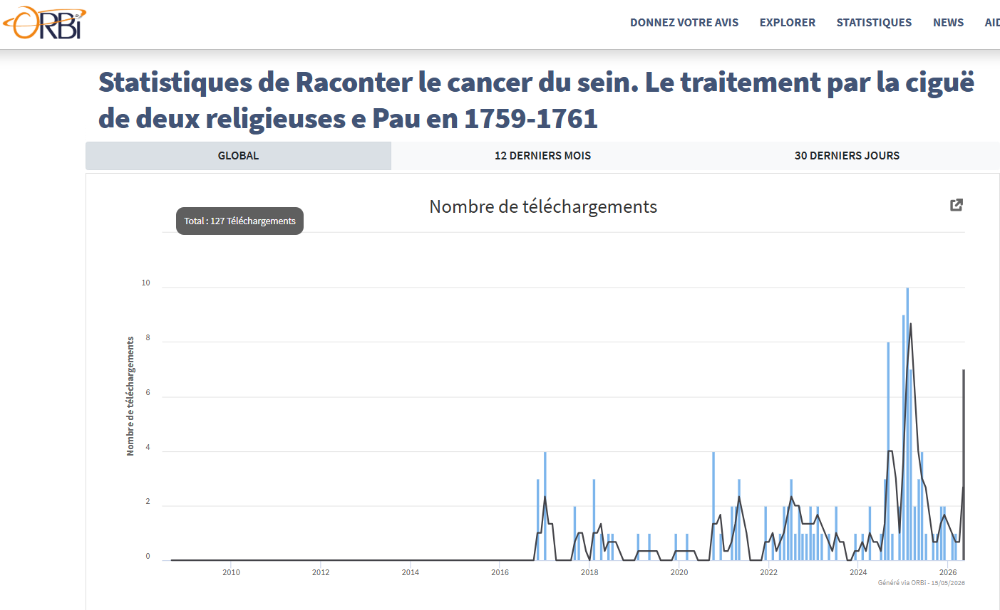 ORBi
DONNEZ VOTRE AVIS EXPLORER STATISTIQUES NEWS AID
Statistiques de Raconter le cancer du sein. Le traitement par la ciguë
de deux religieuses e Pau en 1759-1761
GLOBAL 12 DERNIERS MOIS 30 DERNIERS JOURS
Nombre de téléchargements
Total : 127 Téléchargements
Nombre de téléchargements
10
8
6
4
2
0
2010 2012 2014 2016 2018 2020 2022 2024 2026
Généré via ORBi - 15/05/2026